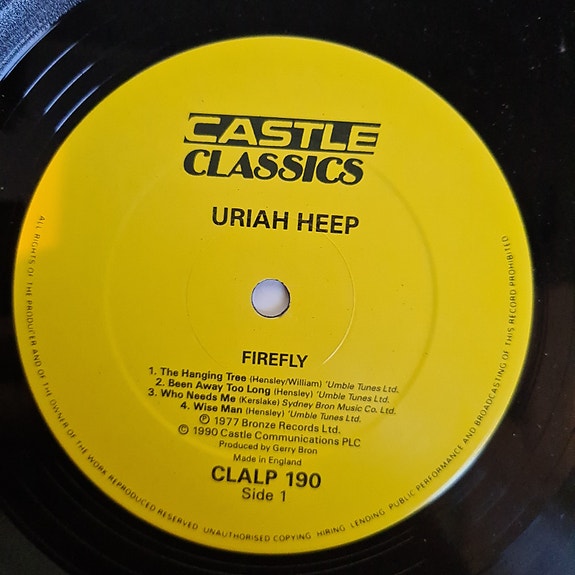 CASTLE
CLASSICS
URIAH HEEP
FIREFLY
1. The Hanging Tree (Hensley/William) 'Umble Tunes Ltd.
2. Been Away Too Long (Hensley) 'Umble Tunes Ltd.
3. Who Needs Me (Kerslake) Sydney Bron Music Co. Ltd.
4. Wise Man (Hensley) 'Umble Tunes Ltd.
Ⓟ 1977 Bronze Records Ltd.
© 1990 Castle Communications PLC
Produced by Gerry Bron
Made in England
CLALP 190
Side 1
ALL RIGHTS OF THE PRODUCER AND OF THE OWNER OF THE WORK REPRODUCED RESERVED UNAUTHORISED COPYING HIRING LENDING PUBLIC PERFORMANCE AND BROADCASTING OF THIS RECORD PROHIBITED